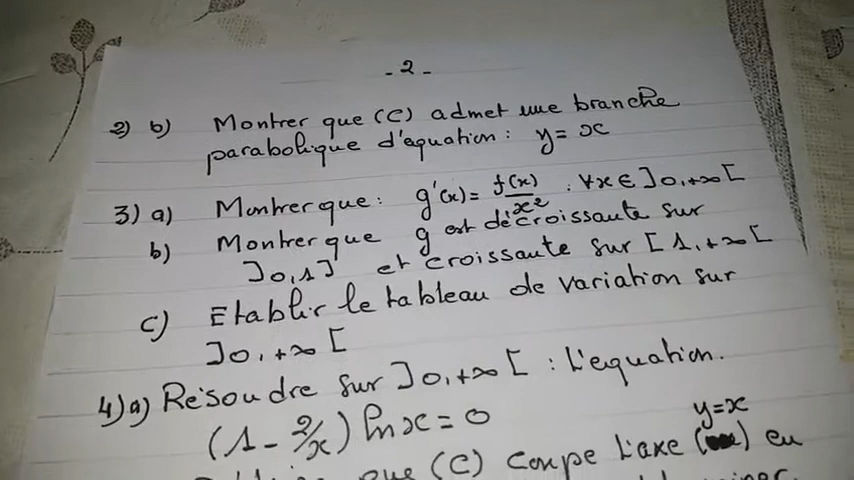 - 2 -
2) b) Montrer que (C) admet une branche
parabolique d'equation : y = x
3) a) Montrer que : g'(x) = f(x)/x² . ∀x ∈ ]0,+∞[
b) Montrer que g est décroissante sur
]0,1] et croissante sur [1,+∞[
c) Etablir le tableau de variation sur
]0,+∞[
4) a) Résoudre sur ]0,+∞[ : L'equation.
(1 - 2/x) ln x = 0
y = x
que (C) coupe l'axe ( ) en